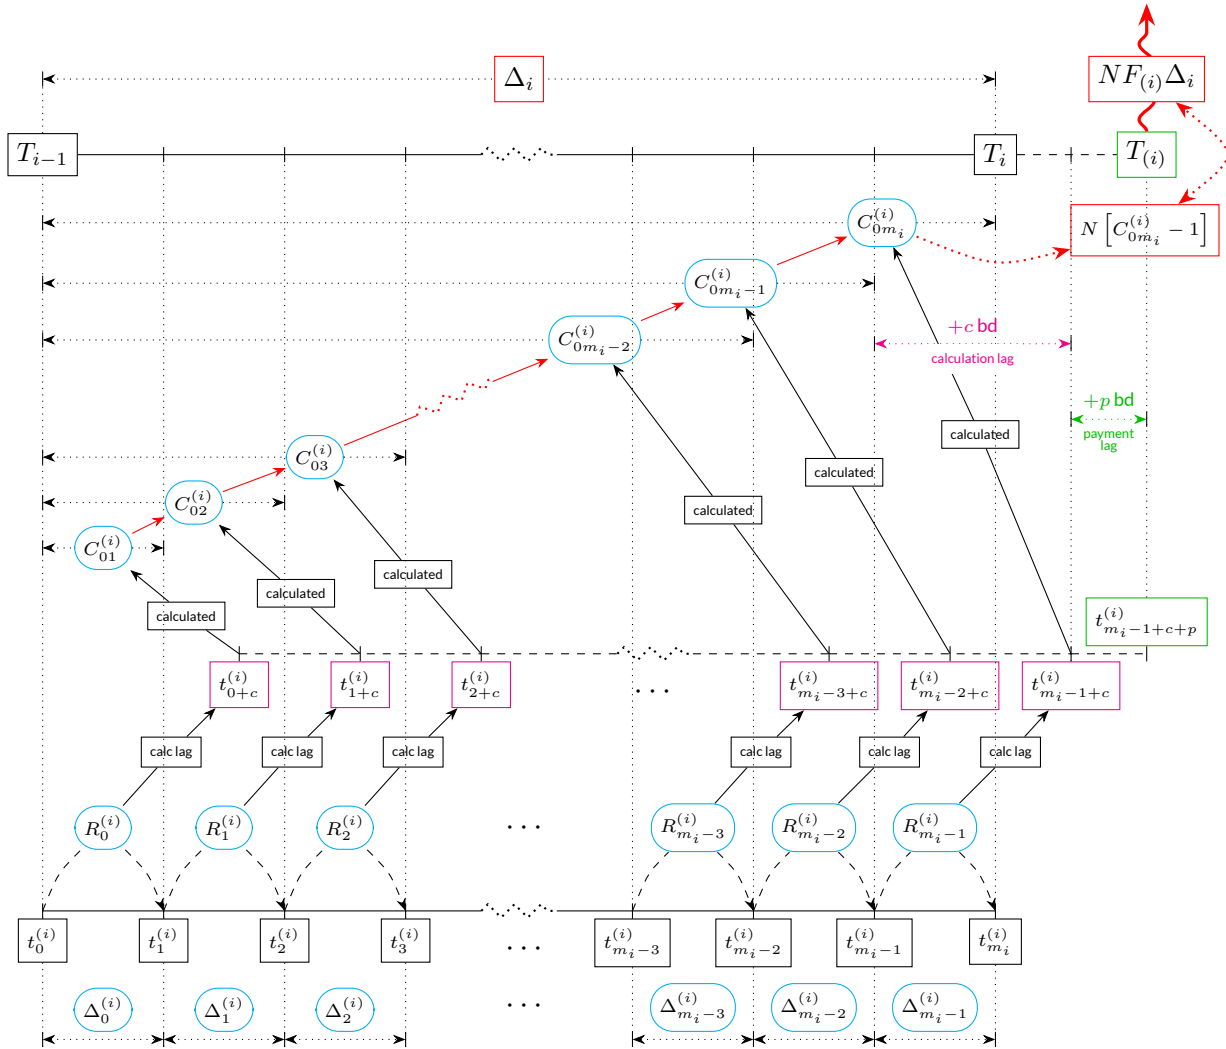 Δ_i
NF_{(i)}Δ_i
T_{i−1}
T_i
T_{(i)}
C_{0m_i}^{(i)}
N[C_{0m_i}^{(i)} − 1]
C_{0m_i−1}^{(i)}
+c bd
C_{0m_i−2}^{(i)}
calculation lag
+p bd
payment
lag
calculated
C_{03}^{(i)}
calculated
C_{02}^{(i)}
calculated
C_{01}^{(i)}
calculated
calculated
calculated
t_{m_i−1+c+p}^{(i)}
t_{0+c}^{(i)} t_{1+c}^{(i)} t_{2+c}^{(i)} ⋯ t_{m_i−3+c}^{(i)} t_{m_i−2+c}^{(i)} t_{m_i−1+c}^{(i)}
calc lag calc lag calc lag calc lag calc lag calc lag
R_0^{(i)} R_1^{(i)} R_2^{(i)} ⋯ R_{m_i−3}^{(i)} R_{m_i−2}^{(i)} R_{m_i−1}^{(i)}
t_0^{(i)} t_1^{(i)} t_2^{(i)} t_3^{(i)} ⋯ t_{m_i−3}^{(i)} t_{m_i−2}^{(i)} t_{m_i−1}^{(i)} t_{m_i}^{(i)}
Δ_0^{(i)} Δ_1^{(i)} Δ_2^{(i)} ⋯ Δ_{m_i−3}^{(i)} Δ_{m_i−2}^{(i)} Δ_{m_i−1}^{(i)}